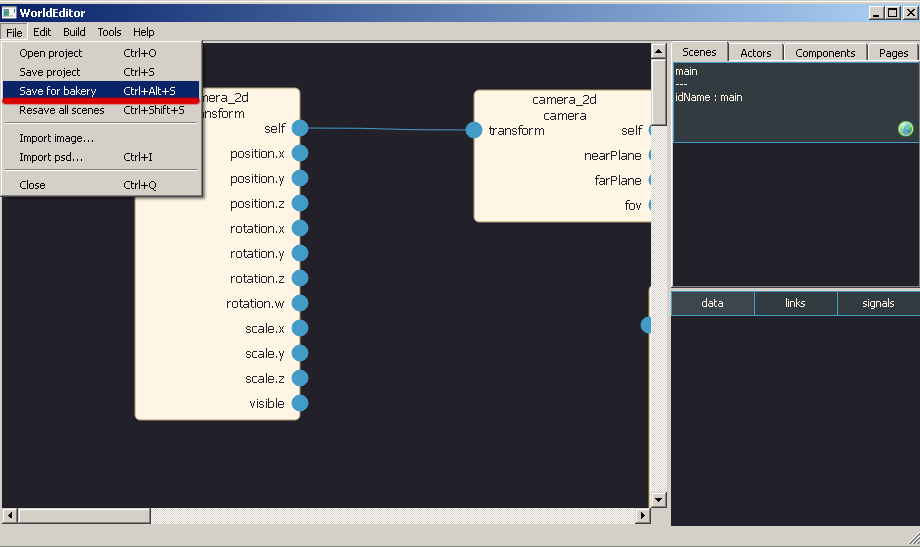 WorldEditor
File Edit Build Tools Help
Open project Ctrl+O
Save project Ctrl+S
Save for bakery Ctrl+Alt+S
Resave all scenes Ctrl+Shift+S
Import image...
Import psd... Ctrl+I
Close Ctrl+Q
mera_2d
nsform
self
position.x
position.y
position.z
rotation.x
rotation.y
rotation.z
rotation.w
scale.x
scale.y
scale.z
visible
camera_2d
camera
transform self
nearPlane
farPlane
fov
Scenes Actors Components Pages
main
---
idName : main
data links signals